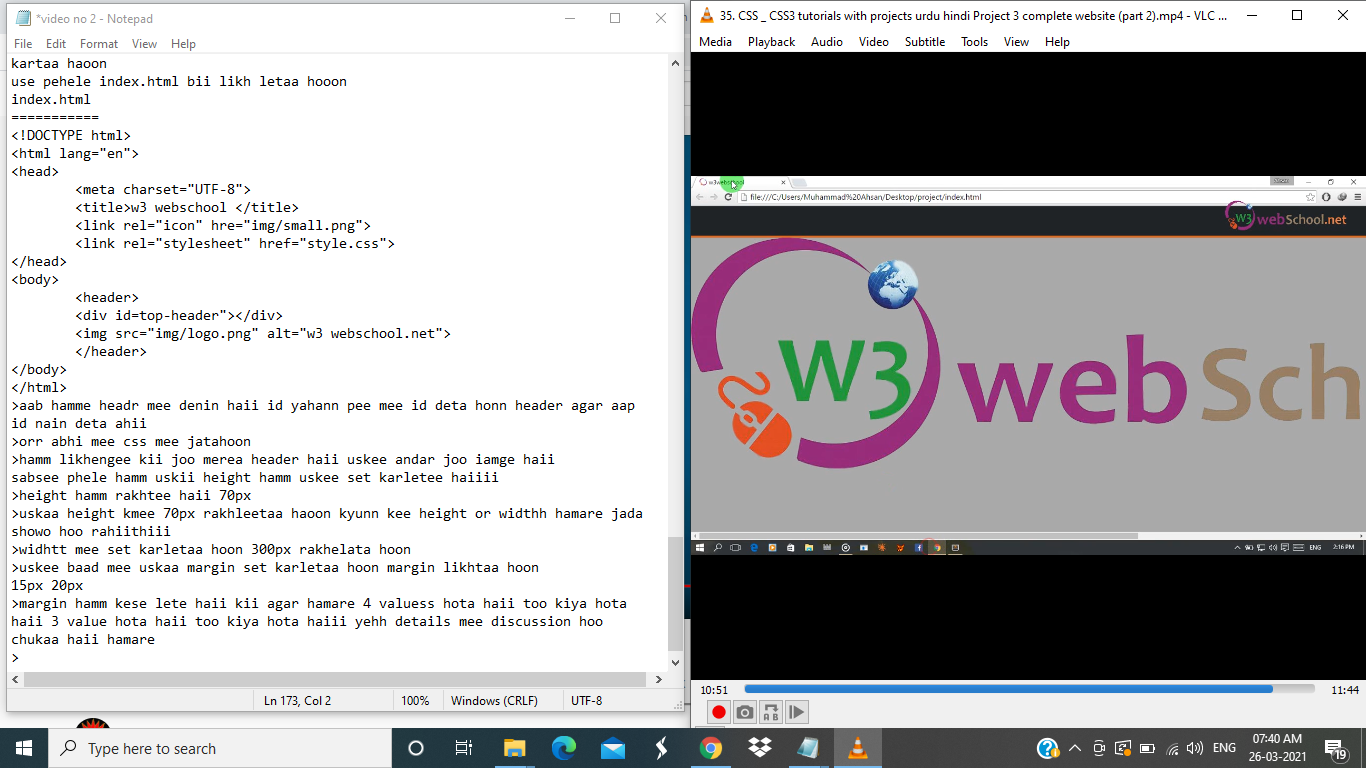 *video no 2 - Notepad
File Edit Format View Help
kartaa haoon
use pehele index.html bii likh letaa hooon
index.html
===========
<!DOCTYPE html>
<html lang="en">
<head>
<meta charset="UTF-8">
<title>w3 webschool </title>
<link rel="icon" hre="img/small.png">
<link rel="stylesheet" href="style.css">
</head>
<body>
<header>
<div id=top-header"></div>
<img src="img/logo.png" alt="w3 webschool.net">
</header>
</body>
</html>
>aab hamme headr mee denin haii id yahann pee mee id deta honn header agar aap
id nain deta ahii
>orr abhi mee css mee jatahoon
>hamm likhengee kii joo merea header haii uskee andar joo iamge haii
sabsee phele hamm uskii height hamm uskee set karletee haiiii
>height hamm rakhtee haii 70px
>uskaa height kmee 70px rakhleetaa haoon kyunn kee height or widthh hamare jada
showo hoo rahiithiii
>widhtt mee set karletaa hoon 300px rakhelata hoon
>uskee baad mee uskaa margin set karletaa hoon margin likhtaa hoon
15px 20px
>margin hamm kese lete haii kii agar hamare 4 valuess hota haii too kiya hota
haii 3 value hota haii too kiya hota haiii yehh details mee discussion hoo
chukaa haii hamare
>
Ln 173, Col 2 100% Windows (CRLF) UTF-8
35. CSS _ CSS3 tutorials with projects urdu hindi Project 3 complete website (part 2).mp4 - VLC ...
Media Playback Audio Video Subtitle Tools View Help
file:///C:/Users/Muhammad%20Ahsan/Desktop/project/index.html
W3 webSchool.net
W3 webSch
ENG 2:16 PM
10:51 11:44
AB
Type here to search
ENG
07:40 AM
26-03-2021
19